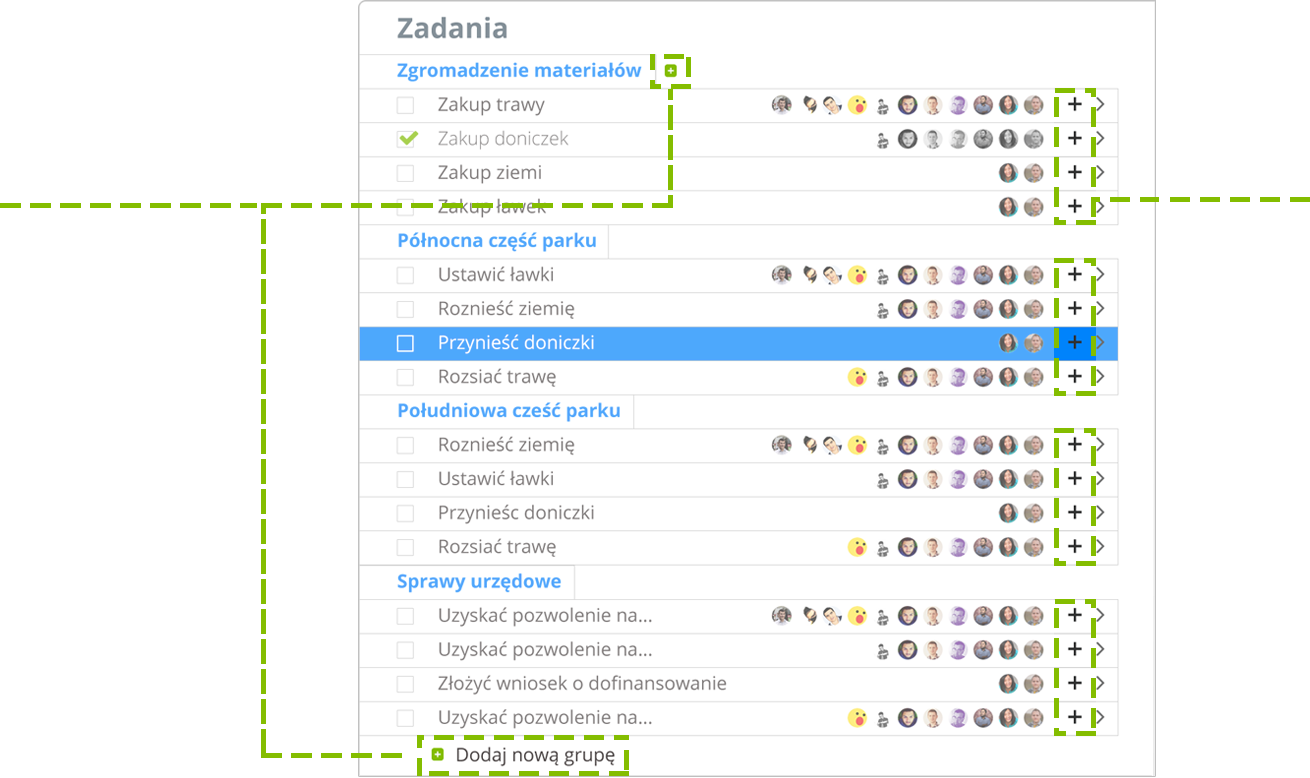 Zadania
Zgromadzenie materiałów
Zakup trawy
Zakup doniczek
Zakup ziemi
Zakup ławek
Północna część parku
Ustawić ławki
Roznieść ziemię
Przynieść doniczki
Rozsiać trawę
Południowa cześć parku
Roznieść ziemię
Ustawić ławki
Przynieśc doniczki
Rozsiać trawę
Sprawy urzędowe
Uzyskać pozwolenie na...
Uzyskać pozwolenie na...
Złożyć wniosek o dofinansowanie
Uzyskać pozwolenie na...
Dodaj nową grupę